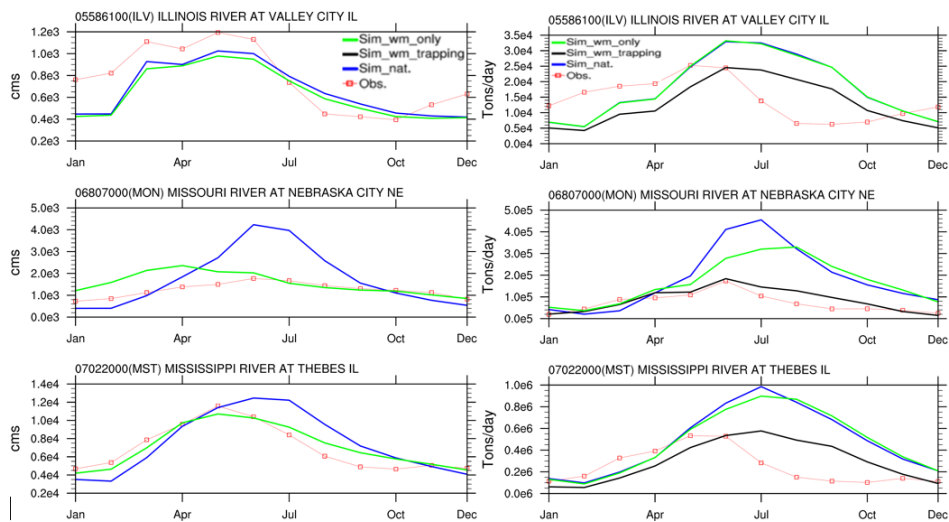 05586100(ILV) ILLINOIS RIVER AT VALLEY CITY IL
1.2e3
1.0e3
0.8e3
0.6e3
0.4e3
0.2e3
cms
Sim_wm_only
Sim_wm_trapping
Sim_nat.
Obs.
Jan Apr Jul Oct Dec
05586100(ILV) ILLINOIS RIVER AT VALLEY CITY IL
3.5e4
3.0e4
2.5e4
2.0e4
1.5e4
1.0e4
0.5e4
0.0e4
Tons/day
Sim_wm_only
Sim_wm_trapping
Sim_nat.
Obs.
Jan Apr Jul Oct Dec
06807000(MON) MISSOURI RIVER AT NEBRASKA CITY NE
5.0e3
4.0e3
3.0e3
2.0e3
1.0e3
0.0e3
cms
Jan Apr Jul Oct Dec
06807000(MON) MISSOURI RIVER AT NEBRASKA CITY NE
5.0e5
4.0e5
3.0e5
2.0e5
1.0e5
0.0e5
Tons/day
Jan Apr Jul Oct Dec
07022000(MST) MISSISSIPPI RIVER AT THEBES IL
1.4e4
1.2e4
1.0e4
0.8e4
0.6e4
0.4e4
0.2e4
cms
Jan Apr Jul Oct Dec
07022000(MST) MISSISSIPPI RIVER AT THEBES IL
1.0e6
0.8e6
0.6e6
0.4e6
0.2e6
0.0e6
Tons/day
Jan Apr Jul Oct Dec